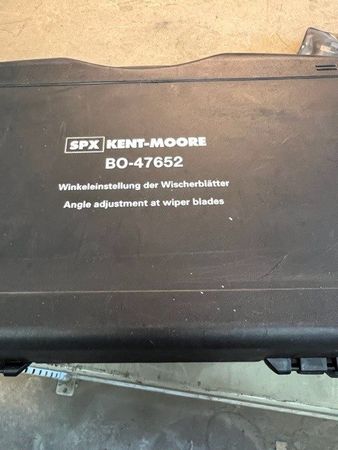 SPX KENT-MOORE
BO-47652
Winkeleinstellung der Wischerblätter
Angle adjustment at wiper blades